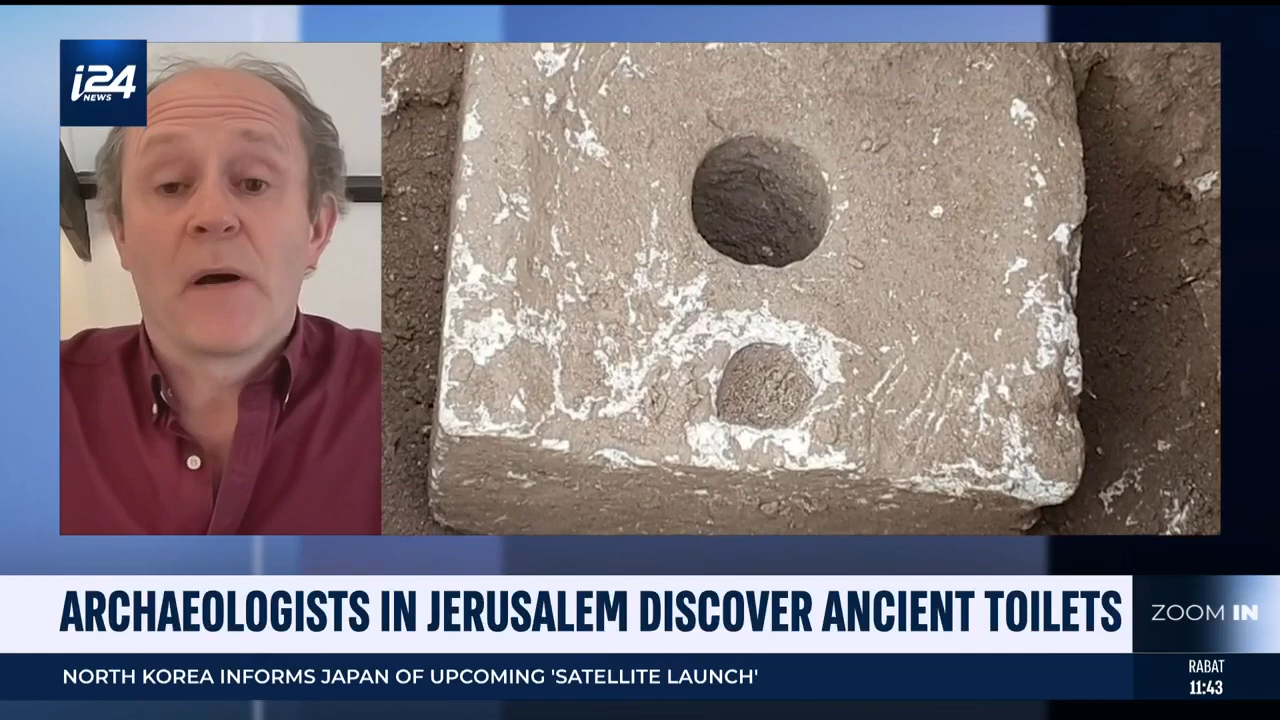 i24
NEWS
ARCHAEOLOGISTS IN JERUSALEM DISCOVER ANCIENT TOILETS
ZOOM IN
NORTH KOREA INFORMS JAPAN OF UPCOMING 'SATELLITE LAUNCH'
RABAT
11:43